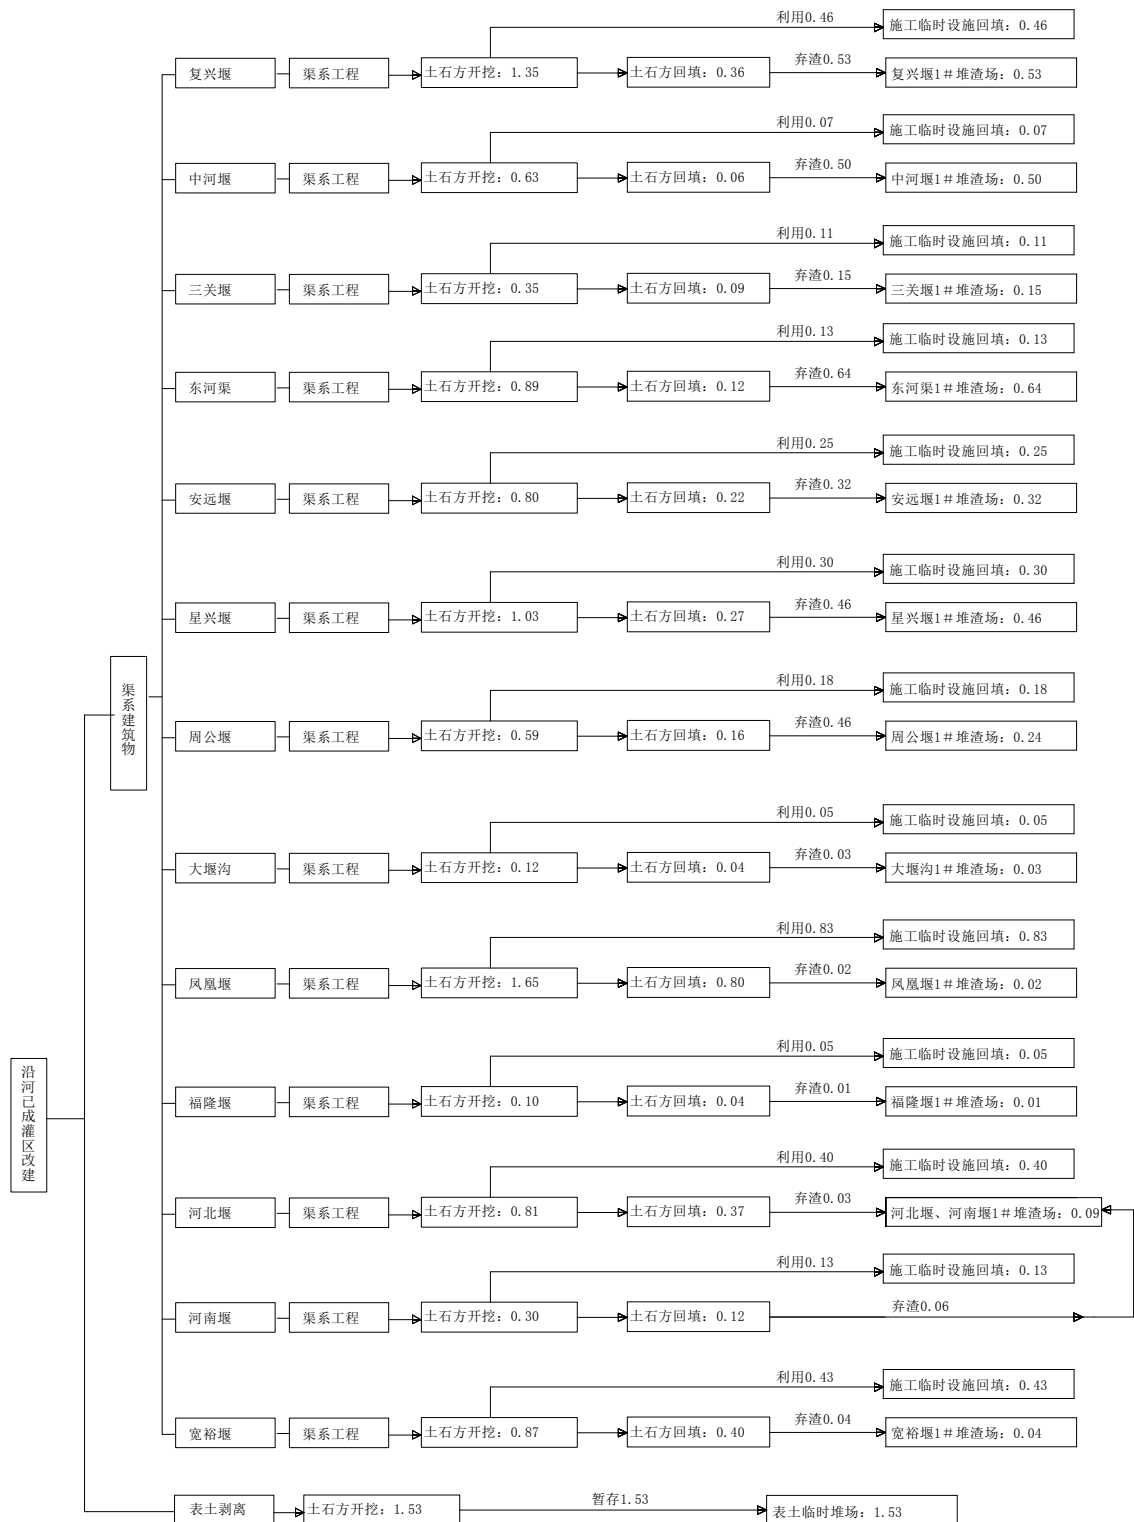 利用0.46
施工临时设施回填：0.46
复兴堰
渠系工程
土石方开挖：1.35
土石方回填：0.36
弃渣0.53
复兴堰1＃堆渣场：0.53
利用0.07
施工临时设施回填：0.07
中河堰
渠系工程
土石方开挖：0.63
土石方回填：0.06
弃渣0.50
中河堰1＃堆渣场：0.50
利用0.11
施工临时设施回填：0.11
三关堰
渠系工程
土石方开挖：0.35
土石方回填：0.09
弃渣0.15
三关堰1＃堆渣场：0.15
利用0.13
施工临时设施回填：0.13
东河渠
渠系工程
土石方开挖：0.89
土石方回填：0.12
弃渣0.64
东河渠1＃堆渣场：0.64
利用0.25
施工临时设施回填：0.25
安远堰
渠系工程
土石方开挖：0.80
土石方回填：0.22
弃渣0.32
安远堰1＃堆渣场：0.32
利用0.30
施工临时设施回填：0.30
星兴堰
渠系工程
土石方开挖：1.03
土石方回填：0.27
弃渣0.46
星兴堰1＃堆渣场：0.46
渠系建筑物
利用0.18
施工临时设施回填：0.18
周公堰
渠系工程
土石方开挖：0.59
土石方回填：0.16
弃渣0.46
周公堰1＃堆渣场：0.24
利用0.05
施工临时设施回填：0.05
大堰沟
渠系工程
土石方开挖：0.12
土石方回填：0.04
弃渣0.03
大堰沟1＃堆渣场：0.03
利用0.83
施工临时设施回填：0.83
凤凰堰
渠系工程
土石方开挖：1.65
土石方回填：0.80
弃渣0.02
凤凰堰1＃堆渣场：0.02
沿河已成灌区改建
利用0.05
施工临时设施回填：0.05
福隆堰
渠系工程
土石方开挖：0.10
土石方回填：0.04
弃渣0.01
福隆堰1＃堆渣场：0.01
利用0.40
施工临时设施回填：0.40
河北堰
渠系工程
土石方开挖：0.81
土石方回填：0.37
弃渣0.03
河北堰、河南堰1＃堆渣场：0.09
利用0.13
施工临时设施回填：0.13
河南堰
渠系工程
土石方开挖：0.30
土石方回填：0.12
弃渣0.06
利用0.43
施工临时设施回填：0.43
宽裕堰
渠系工程
土石方开挖：0.87
土石方回填：0.40
弃渣0.04
宽裕堰1＃堆渣场：0.04
表土剥离
土石方开挖：1.53
暂存1.53
表土临时堆场：1.53